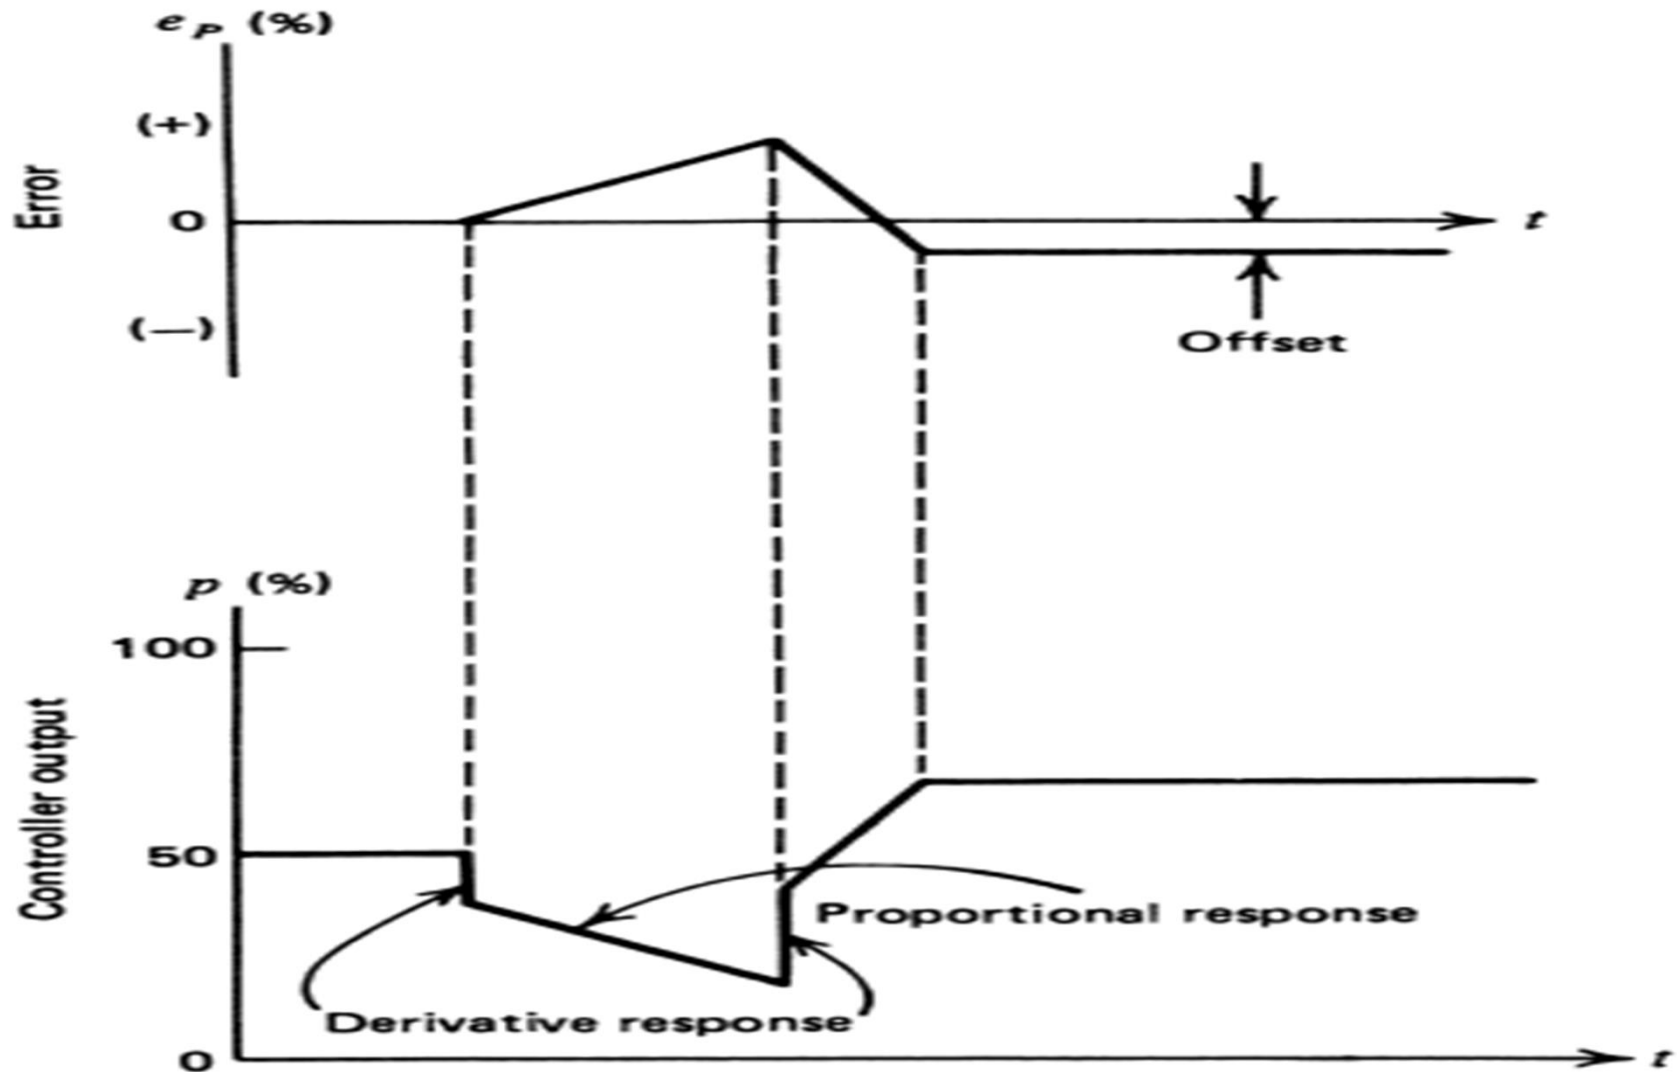 e_P (%)
(+)
Error
0
t
(—)
Offset
p (%)
100
Controller output
50
Proportional response
Derivative response
0
t